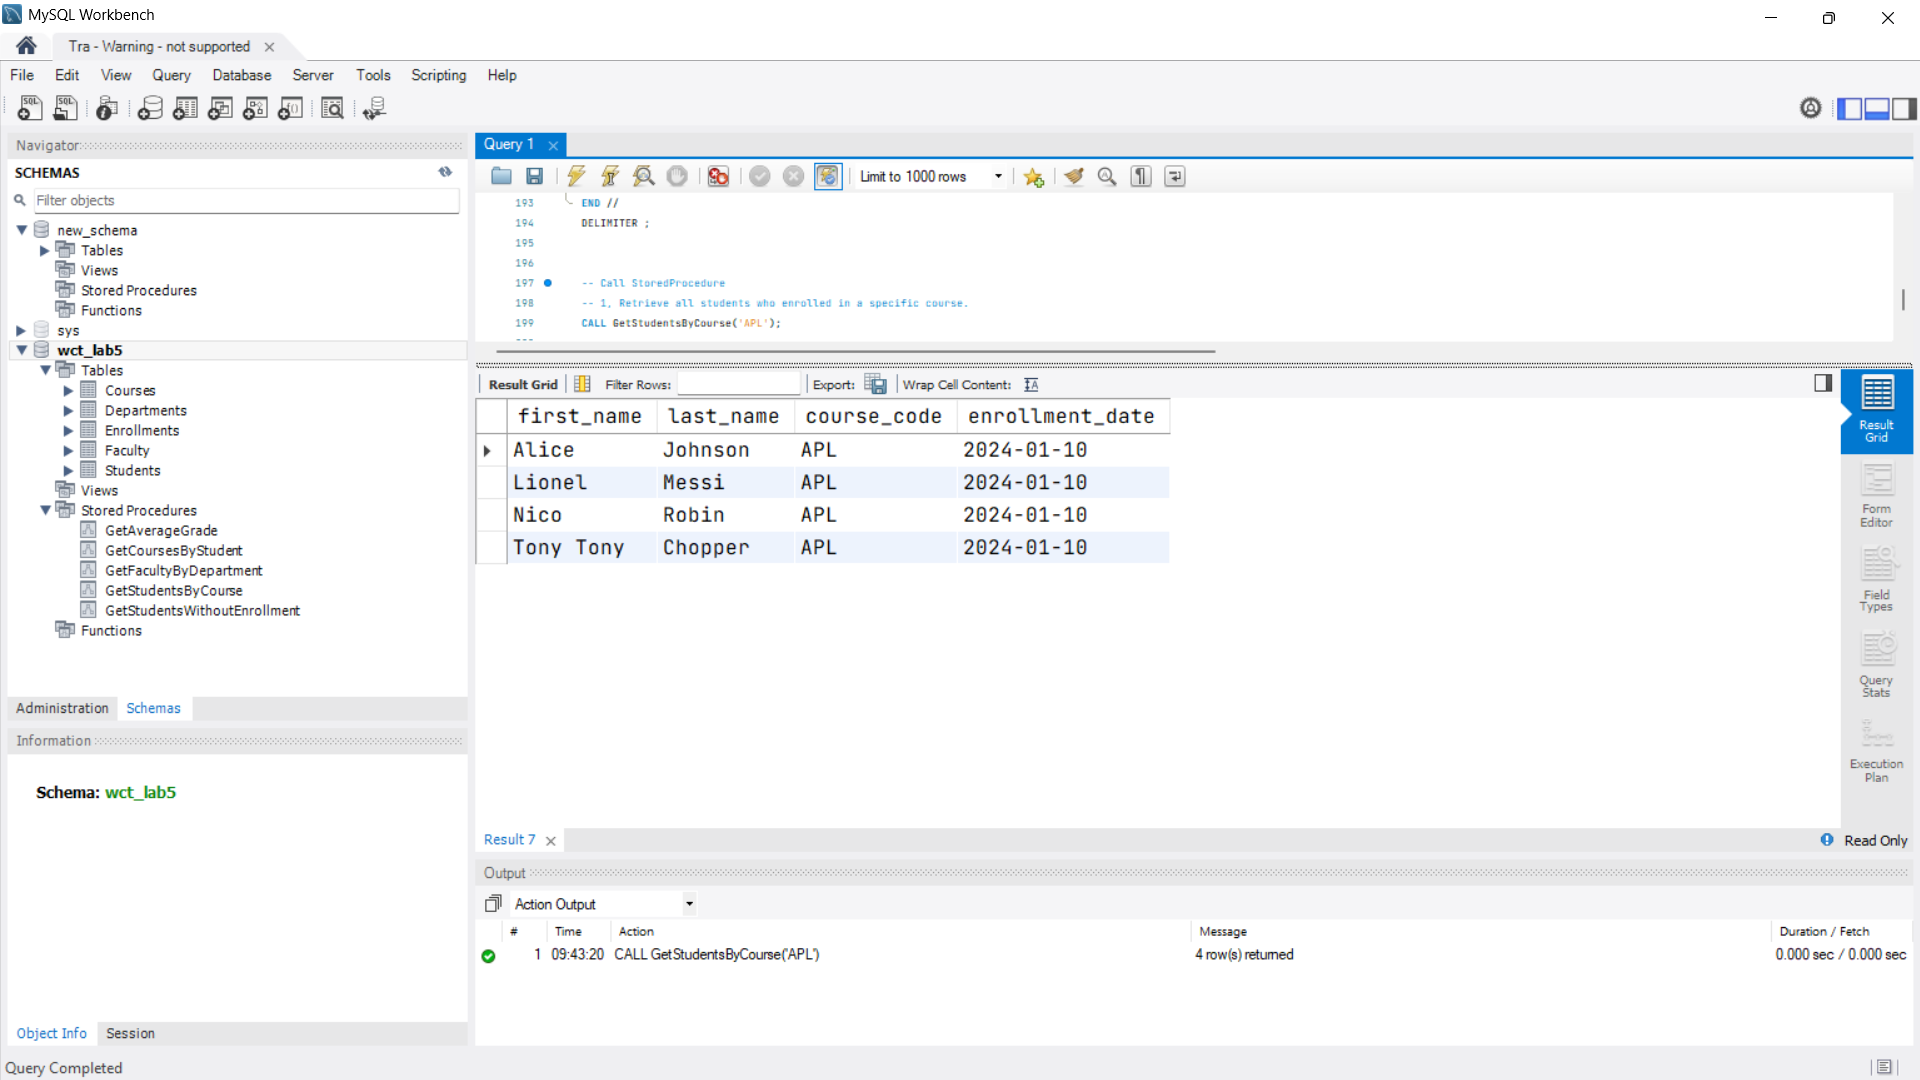 MySQL Workbench
Tra - Warning - not supported
File Edit View Query Database Server Tools Scripting Help
Navigator
SCHEMAS
Filter objects
new_schema
Tables
Views
Stored Procedures
Functions
sys
wct_lab5
Tables
Courses
Departments
Enrollments
Faculty
Students
Views
Stored Procedures
GetAverageGrade
GetCoursesByStudent
GetFacultyByDepartment
GetStudentsByCourse
GetStudentsWithoutEnrollment
Functions
Administration Schemas
Information
Schema: wct_lab5
Object Info Session
Query 1
Limit to 1000 rows
193 END //
194 DELIMITER ;
195
196
197 -- Call StoredProcedure
198 -- 1, Retrieve all students who enrolled in a specific course.
199 CALL GetStudentsByCourse('APL');
Result Grid Filter Rows: Export: Wrap Cell Content:
first_name last_name course_code enrollment_date
Alice Johnson APL 2024-01-10
Lionel Messi APL 2024-01-10
Nico Robin APL 2024-01-10
Tony Tony Chopper APL 2024-01-10
Result
Grid
Form
Editor
Field
Types
Query
Stats
Execution
Plan
Result 7
Read Only
Output
Action Output
# Time Action Message Duration / Fetch
1 09:43:20 CALL GetStudentsByCourse('APL') 4 row(s) returned 0.000 sec / 0.000 sec
Query Completed